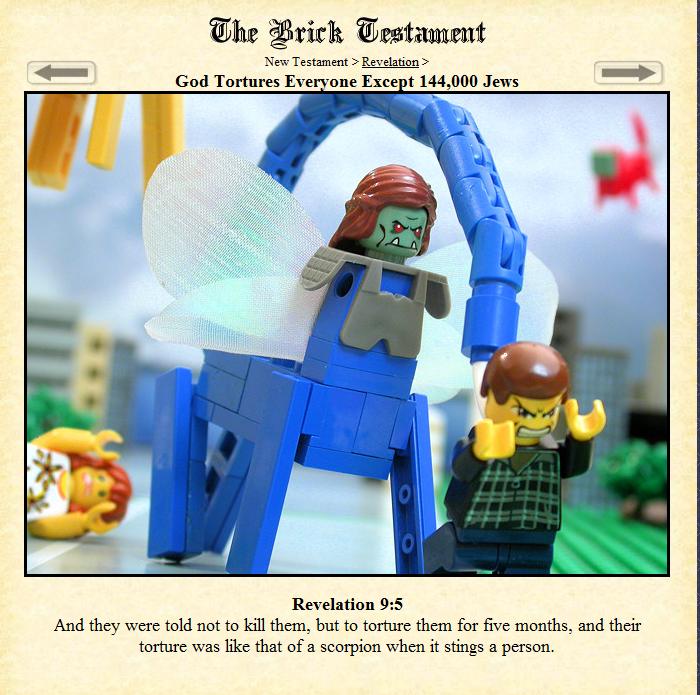 The Brick Testament
New Testament > Revelation >
God Tortures Everyone Except 144,000 Jews
Revelation 9:5
And they were told not to kill them, but to torture them for five months, and their
torture was like that of a scorpion when it stings a person.